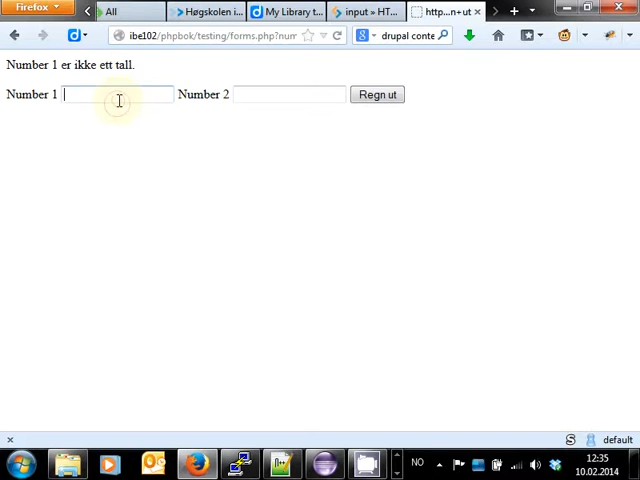 Firefox
All
Høgskolen i...
My Library t...
input » HT...
http...n+ut
ibe102/phpbok/testing/forms.php?num
drupal conte
Number 1 er ikke ett tall.
Number 1 Number 2 Regn ut
default
NO
12:35
10.02.2014